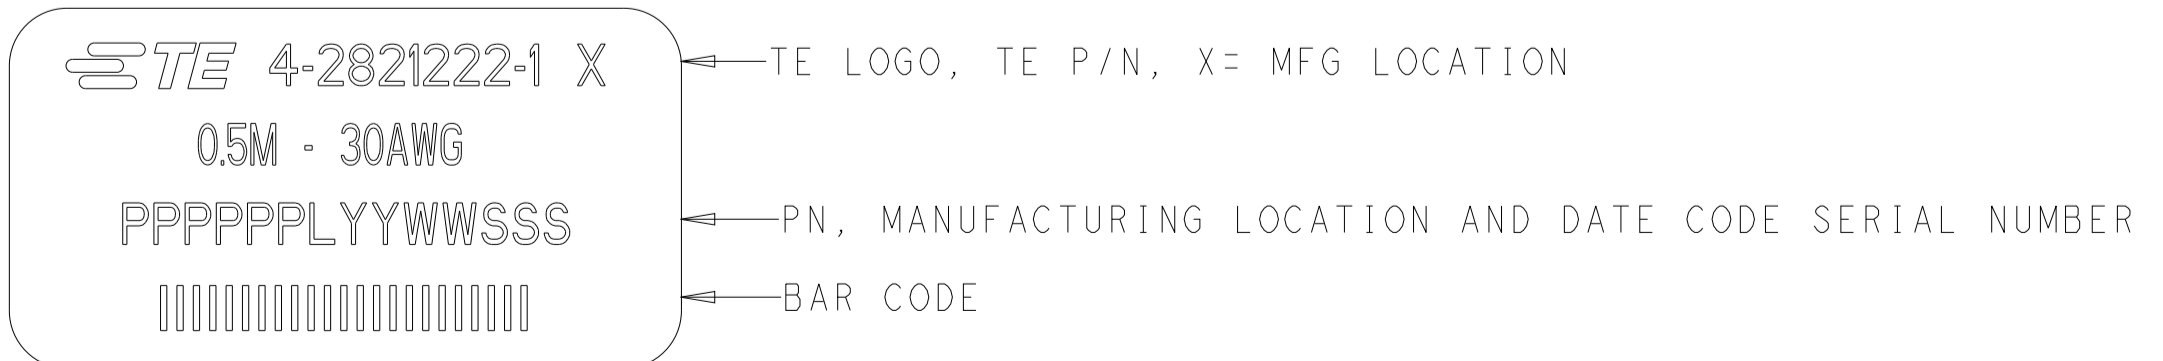 TE 4-2821222-1 X
TE LOGO, TE P/N, X= MFG LOCATION
0.5M - 30AWG
PPPPPPLYYWWSSS
PN, MANUFACTURING LOCATION AND DATE CODE SERIAL NUMBER
BAR CODE